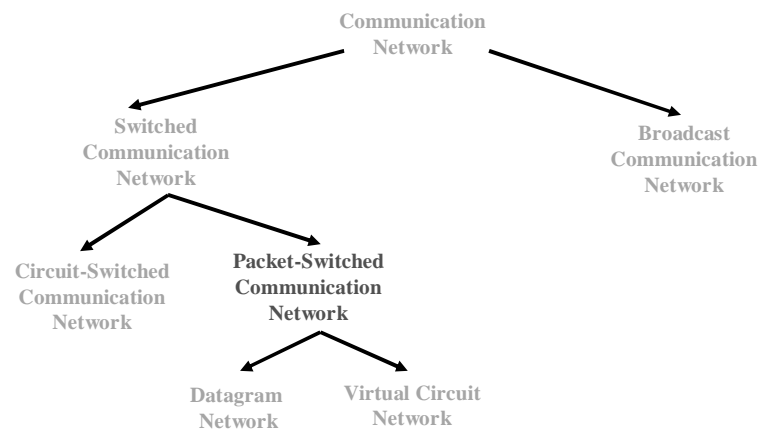 Communication
Network
Switched
Communication
Network
Broadcast
Communication
Network
Circuit-Switched
Communication
Network
Packet-Switched
Communication
Network
Datagram
Network
Virtual Circuit
Network